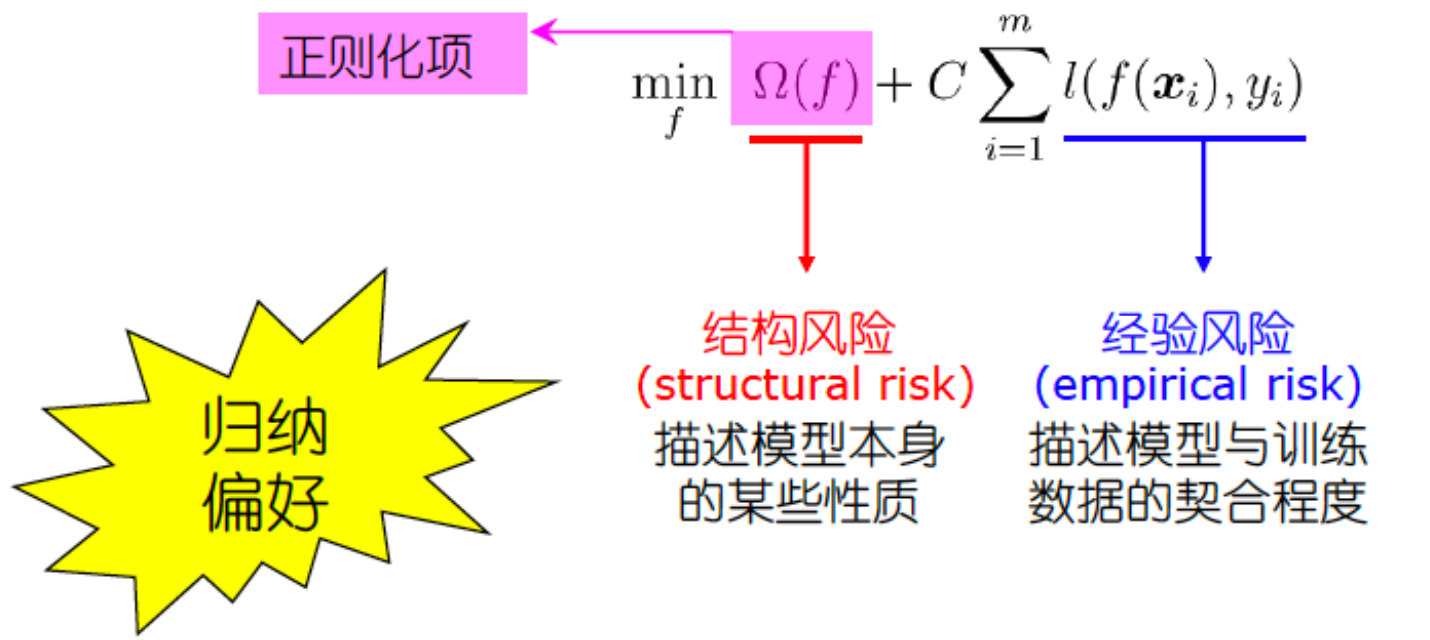 正则化项
$\min_{f} \Omega(f) + C \sum_{i=1}^{m} l(f(\boldsymbol{x}_i), y_i)$
归纳
偏好
结构风险
(structural risk)
描述模型本身
的某些性质
经验风险
(empirical risk)
描述模型与训练
数据的契合程度